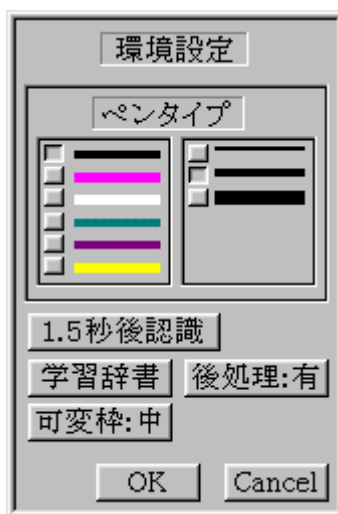 環境設定
ペンタイプ
1.5秒後認識
学習辞書 後処理:有
可変枠:中
OK Cancel